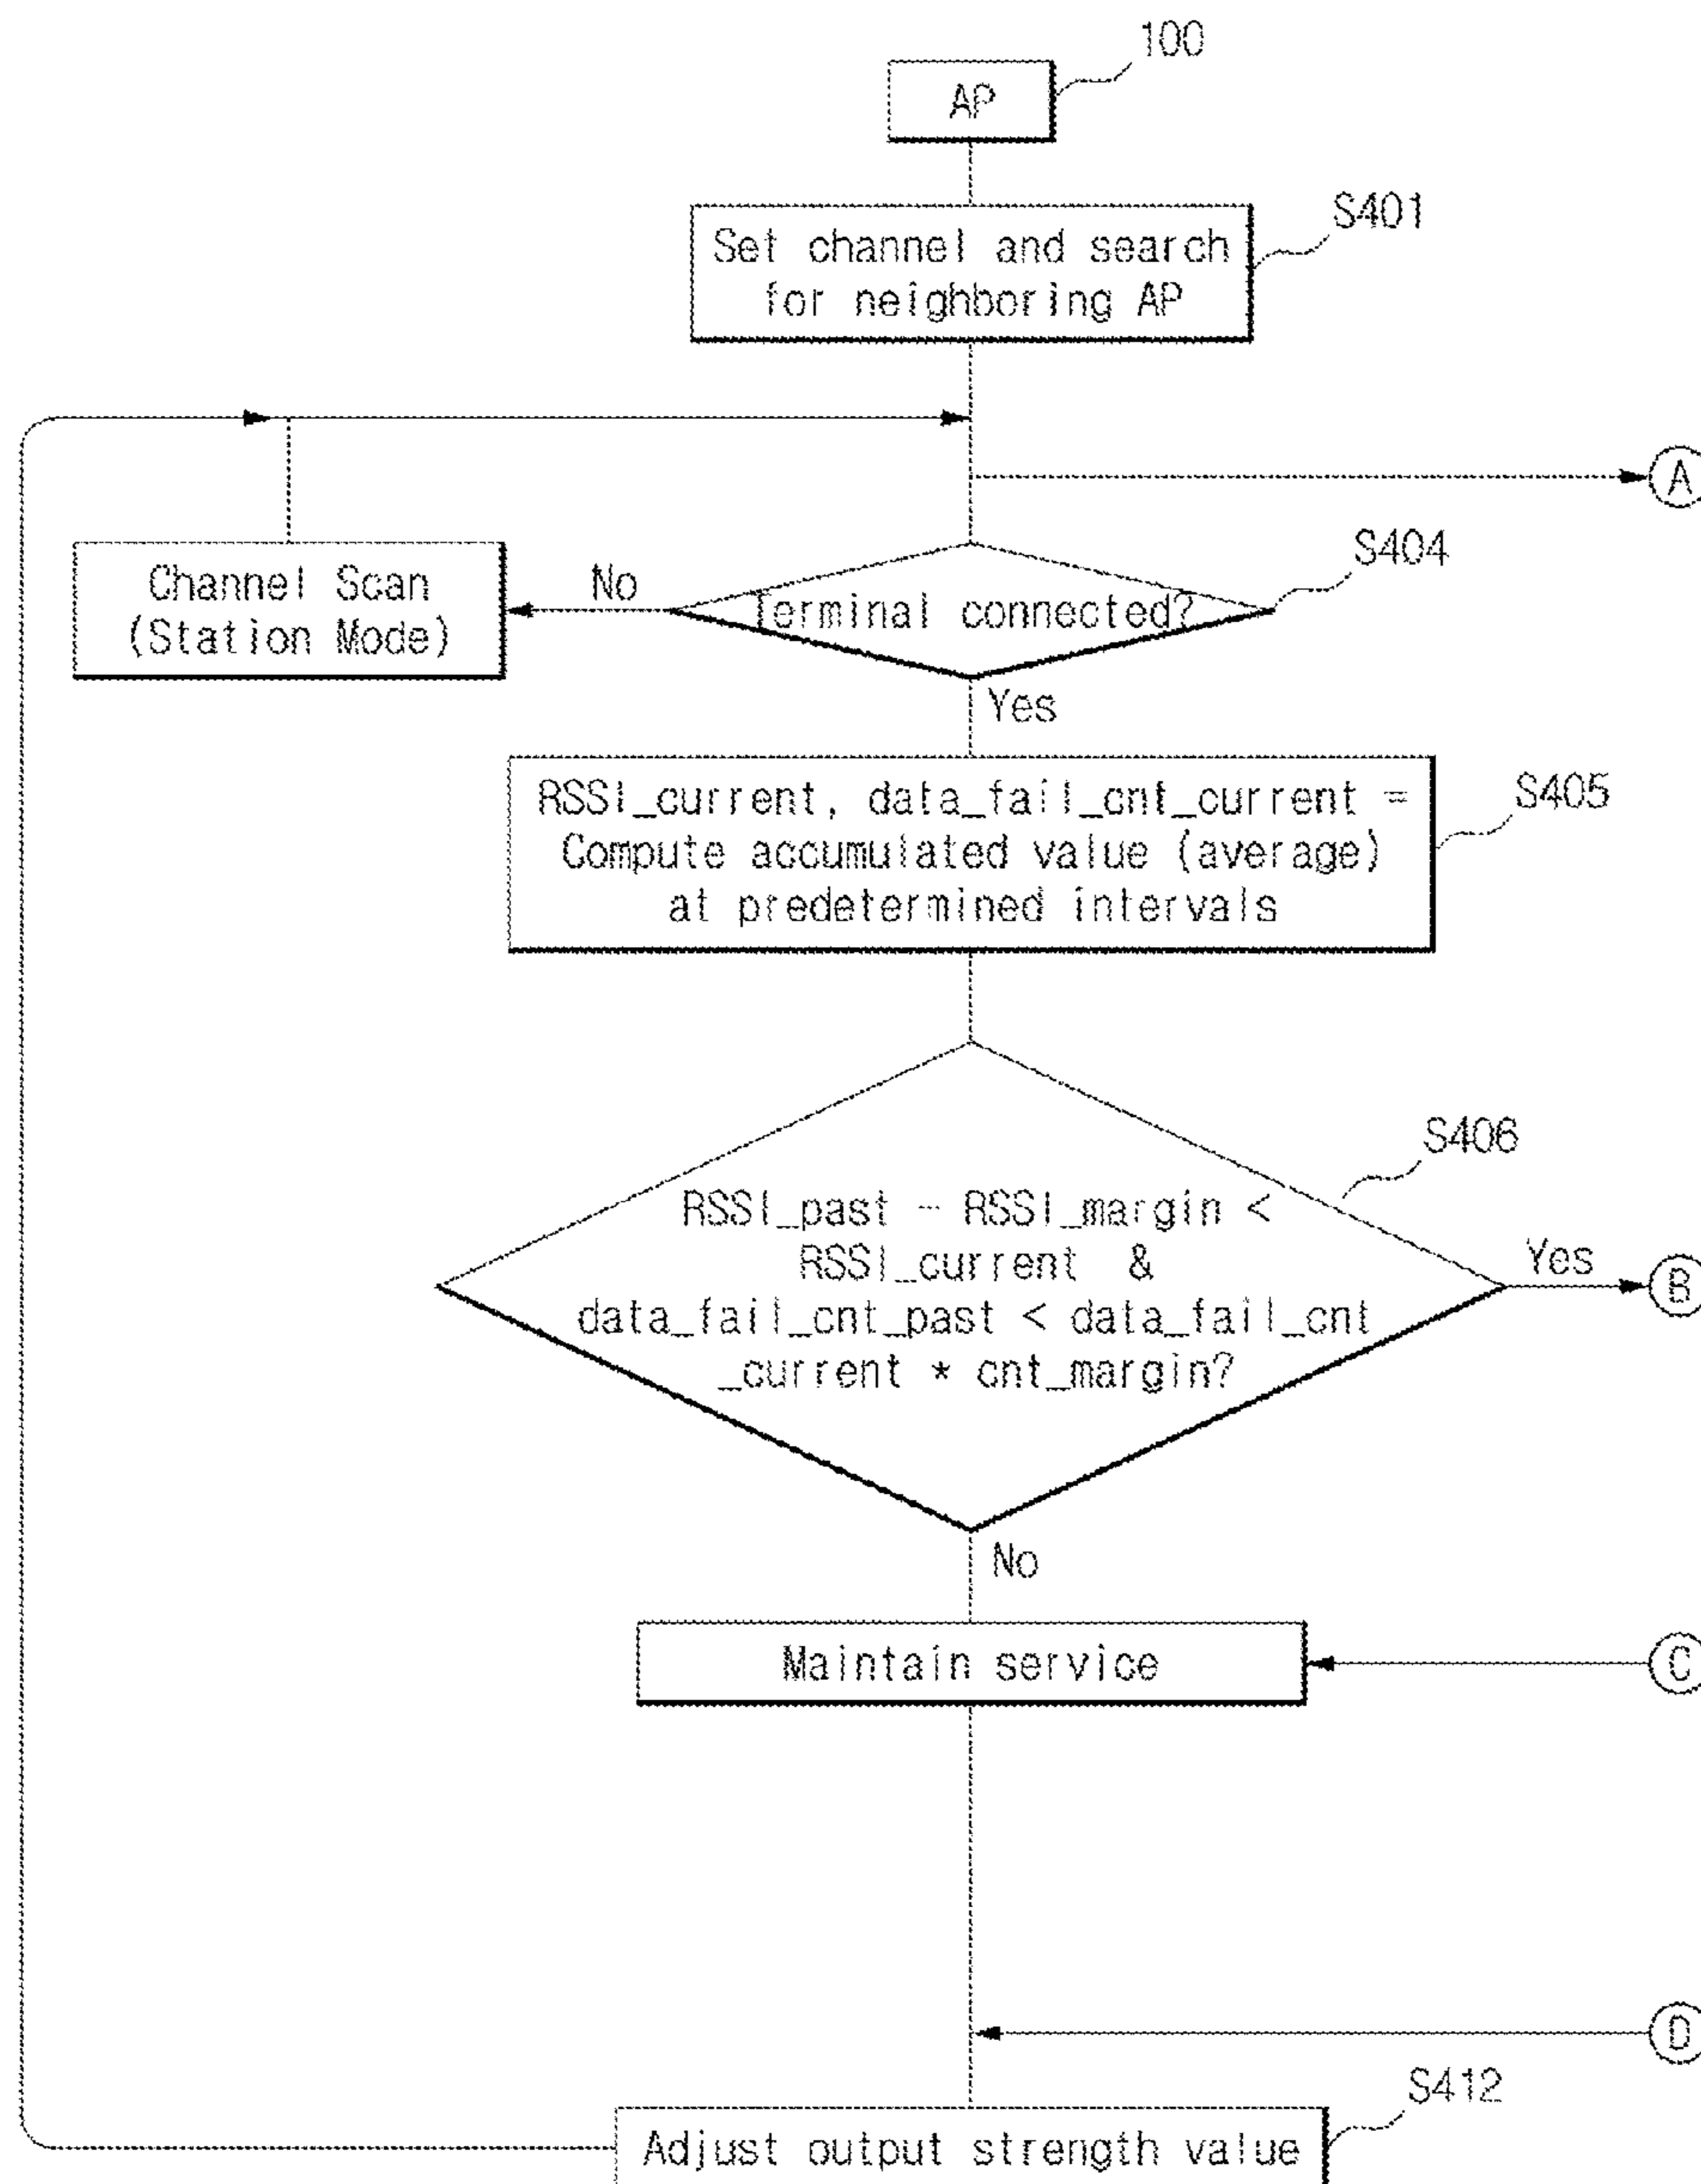 100
AP
S401
Set channel and search
for neighboring AP
A
S404
Channel Scan
(Station Mode)
No
Terminal connected?
Yes
S405
RSSI_current, data_fail_cnt_current =
Compute accumulated value (average)
at predetermined intervals
S406
RSSI_past - RSSI_margin <
RSSI_current &
data_fail_cnt_past < data_fail_cnt
_current * cnt_margin?
Yes
B
No
Maintain service
C
D
S412
Adjust output strength value